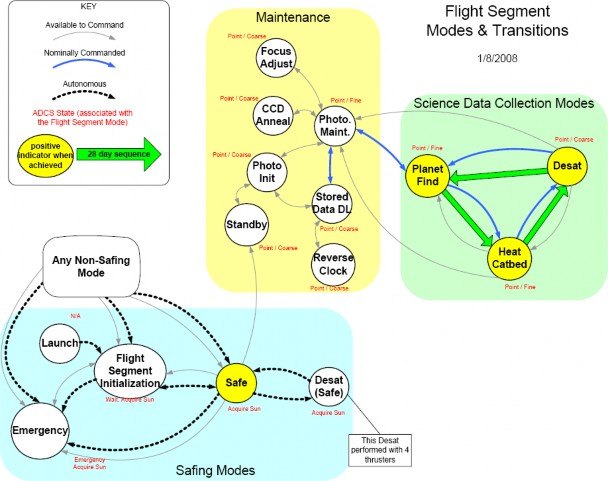 KEY
Available to Command
Nominally Commanded
Autonomous
ADCS State (associated with
the Flight Segment Mode)
positive
indicator when
achieved
28 day sequence
Maintenance
Point / Coarse
Focus
Adjust
Point / Coarse
CCD
Anneal
Point / Fine
Photo.
Maint.
Point / Coarse
Photo
Init
Stored
Data DL
Point / Coarse
Standby
Point / Coarse
Reverse
Clock
Point / Coarse
Flight Segment
Modes & Transitions
1/8/2008
Science Data Collection Modes
Point / Fine
Planet
Find
Point / Coarse
Desat
Heat
Catbed
Point / Fine
Any Non-Safing
Mode
N/A
Launch
Flight
Segment
Initialization
Wait, Acquire Sun
Safe
Acquire Sun
Desat
(Safe)
Acquire Sun
Emergency
Emergency
Acquire Sun
Safing Modes
This Desat
performed with 4
thrusters